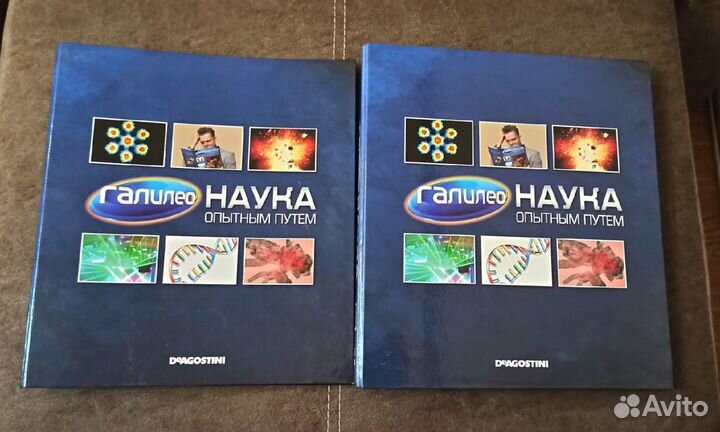 галилео НАУКА
ОПЫТНЫМ ПУТЕМ
DeAGOSTINI
галилео НАУКА
ОПЫТНЫМ ПУТЕМ
DeAGOSTINI
Avito